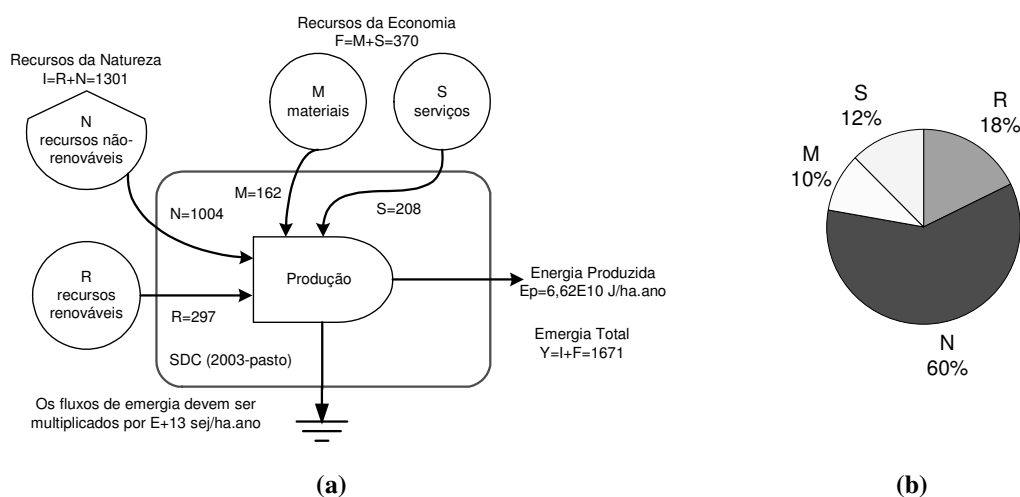 Recursos da Economia
F=M+S=370
Recursos da Natureza
I=R+N=1301
N
recursos não-
renováveis
M
materiais
S
serviços
M=162
S=208
N=1004
Produção
R
recursos
renováveis
R=297
Energia Produzida
Ep=6,62E10 J/ha.ano
Emergia Total
Y=I+F=1671
SDC (2003-pasto)
Os fluxos de emergia devem ser
multiplicados por E+13 sej/ha.ano
(a)
S
12%
R
18%
M
10%
N
60%
(b)